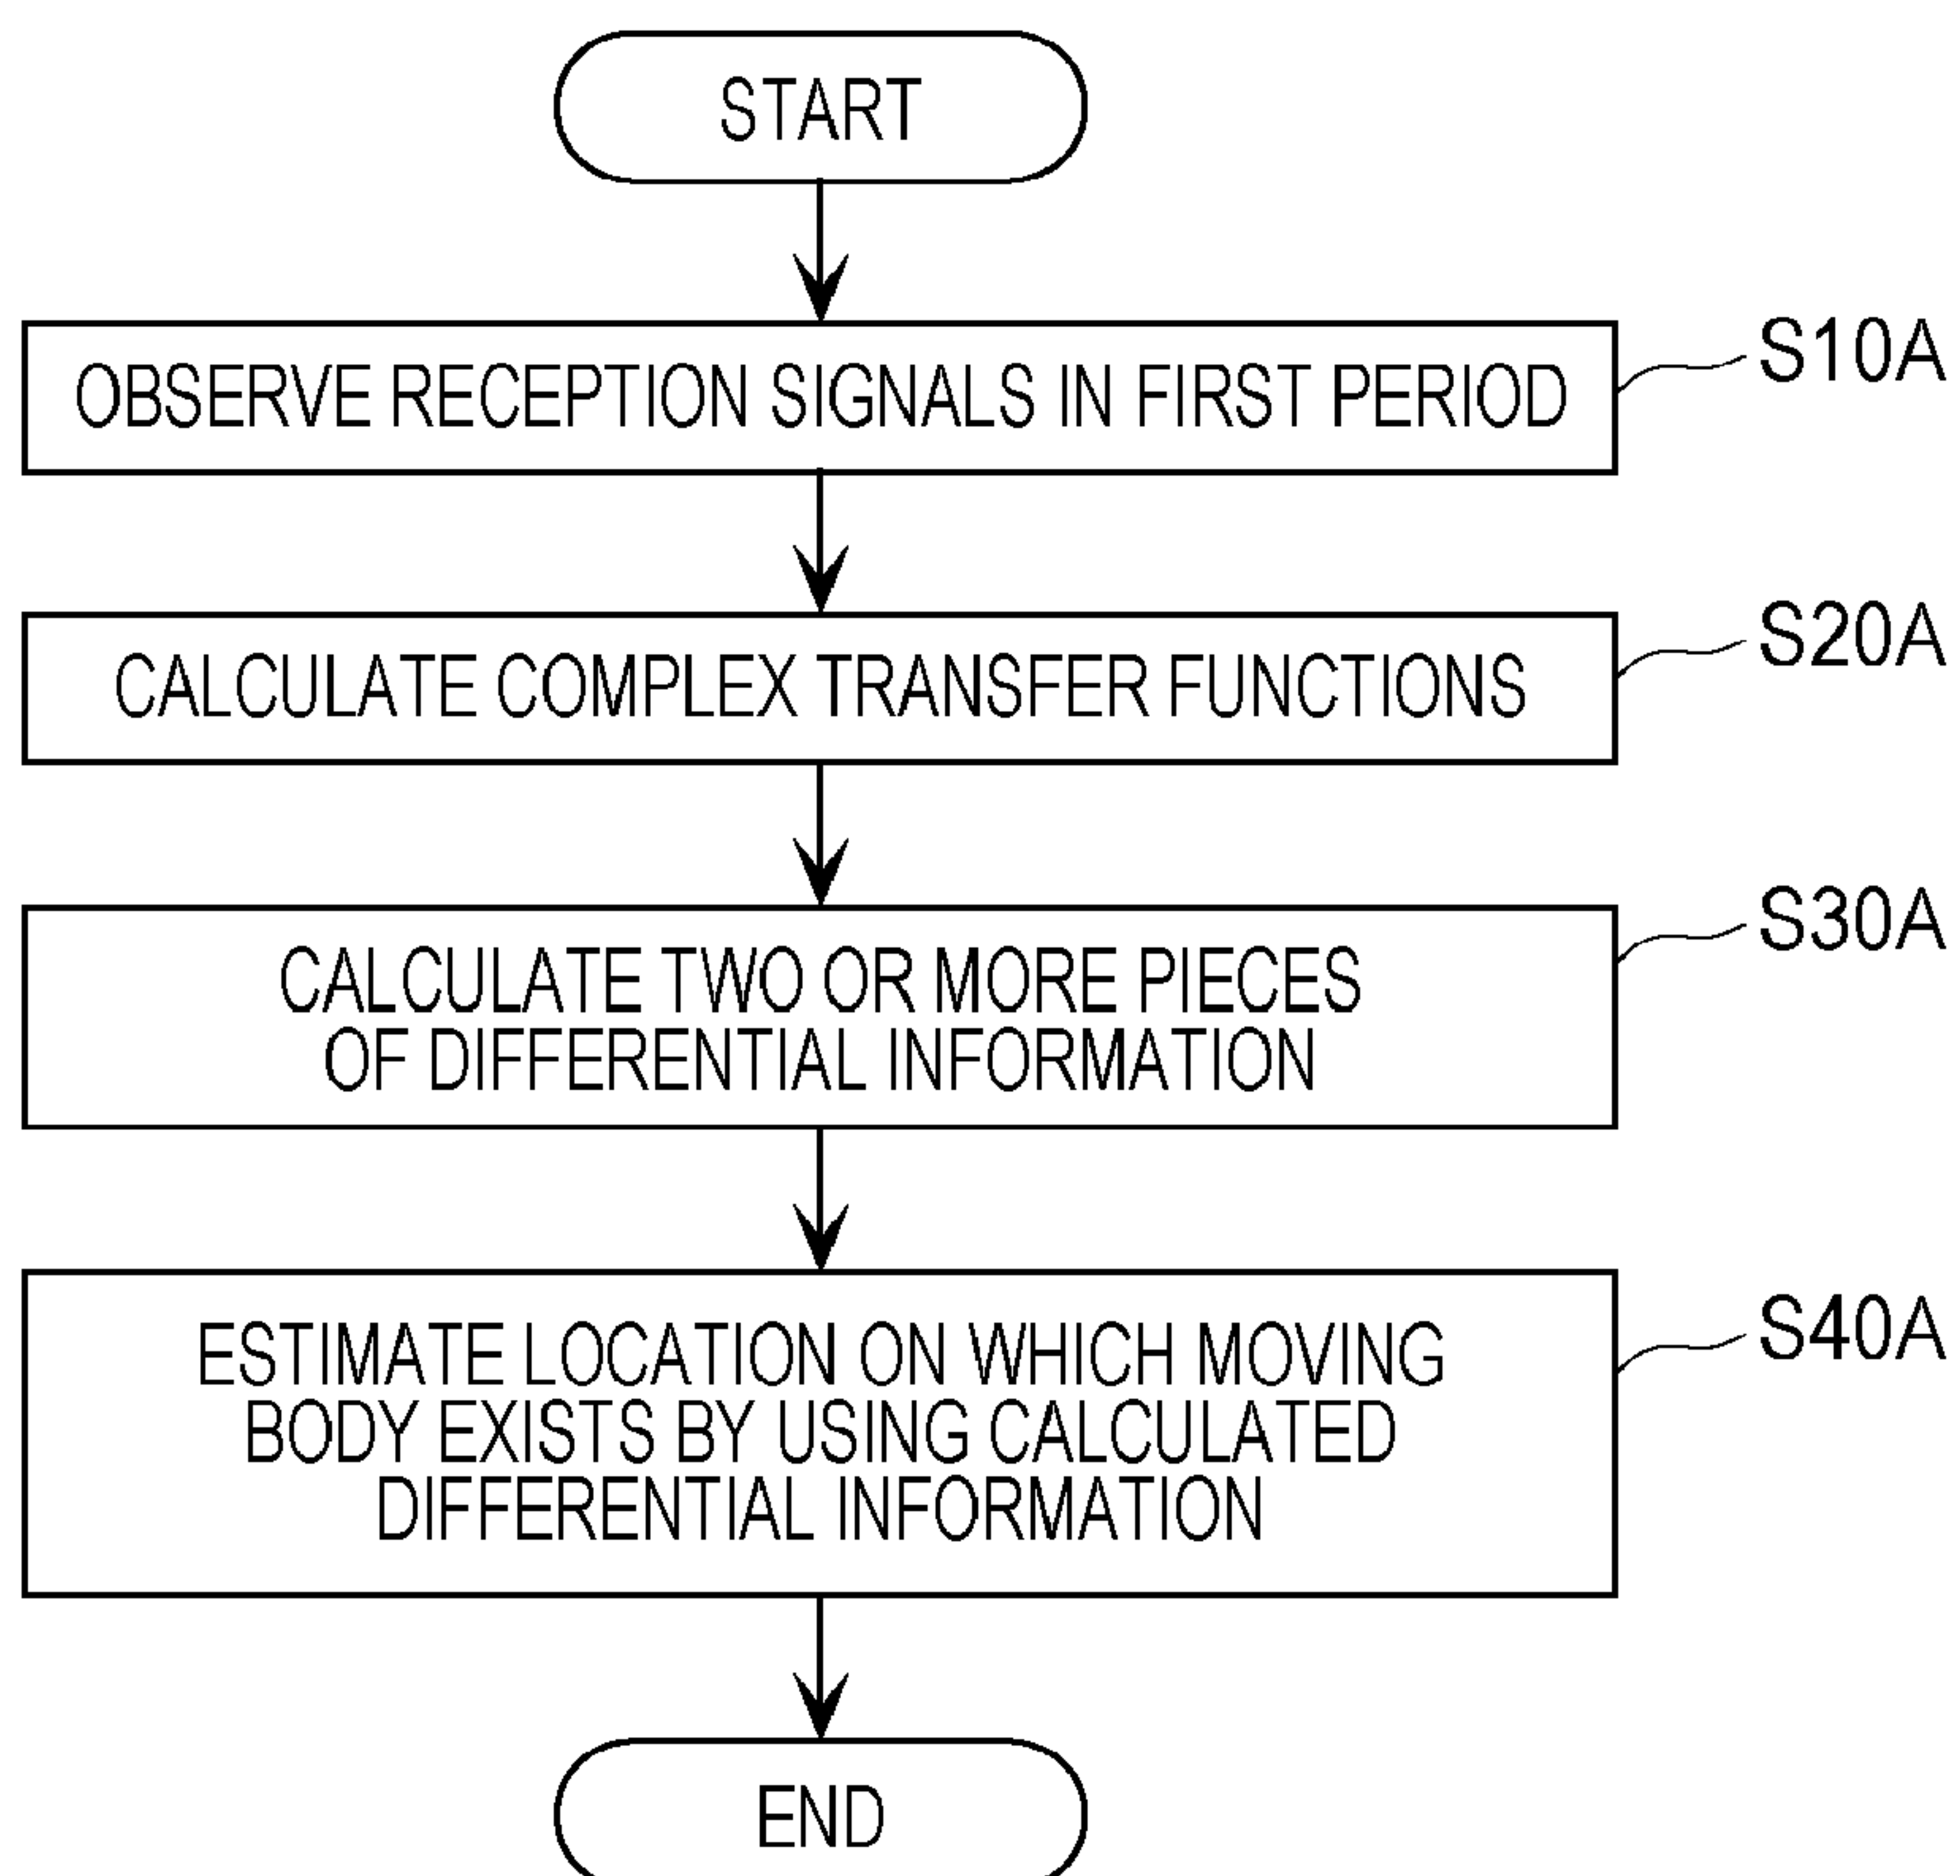 START
OBSERVE RECEPTION SIGNALS IN FIRST PERIOD
S10A
CALCULATE COMPLEX TRANSFER FUNCTIONS
S20A
CALCULATE TWO OR MORE PIECES
OF DIFFERENTIAL INFORMATION
S30A
ESTIMATE LOCATION ON WHICH MOVING
BODY EXISTS BY USING CALCULATED
DIFFERENTIAL INFORMATION
S40A
END